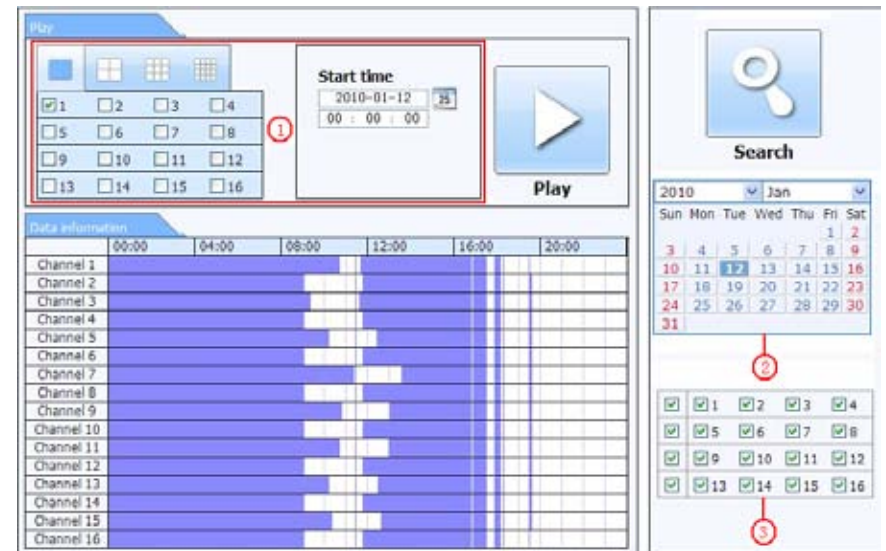 Play
1 2 3 4
5 6 7 8
9 10 11 12
13 14 15 16
1
Start time
2010-01-12 25
00 : 00 : 00
Play
Data information
00:00 04:00 08:00 12:00 16:00 20:00
Channel 1
Channel 2
Channel 3
Channel 4
Channel 5
Channel 6
Channel 7
Channel 8
Channel 9
Channel 10
Channel 11
Channel 12
Channel 13
Channel 14
Channel 15
Channel 16
Search
2010 Jan
Sun Mon Tue Wed Thu Fri Sat
1 2
3 4 5 6 7 8 9
10 11 12 13 14 15 16
17 18 19 20 21 22 23
24 25 26 27 28 29 30
31
2
1 2 3 4
5 6 7 8
9 10 11 12
13 14 15 16
3